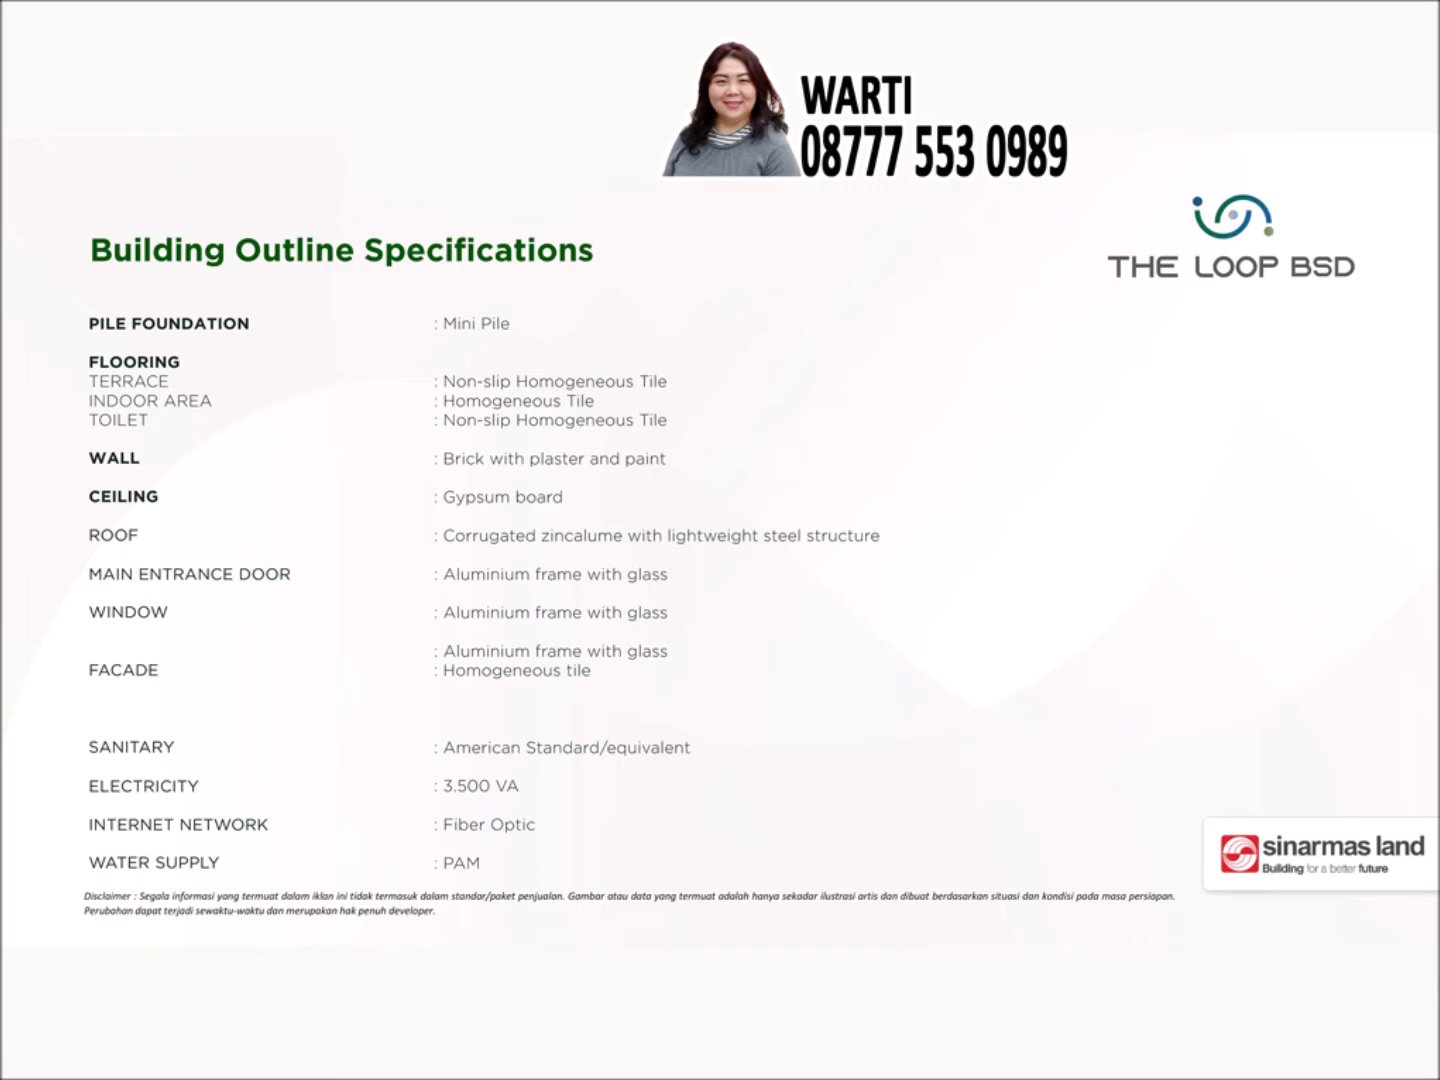 WARTI
08777 553 0989
THE LOOP BSD
Building Outline Specifications
PILE FOUNDATION : Mini Pile
FLOORING
TERRACE : Non-slip Homogeneous Tile
INDOOR AREA : Homogeneous Tile
TOILET : Non-slip Homogeneous Tile
WALL : Brick with plaster and paint
CEILING : Gypsum board
ROOF : Corrugated zincalume with lightweight steel structure
MAIN ENTRANCE DOOR : Aluminium frame with glass
WINDOW : Aluminium frame with glass
: Aluminium frame with glass
FACADE : Homogeneous tile
SANITARY : American Standard/equivalent
ELECTRICITY : 3.500 VA
INTERNET NETWORK : Fiber Optic
WATER SUPPLY : PAM
sinarmas land
Building for a better future
Disclaimer : Segala informasi yang termuat dalam iklan ini tidak termasuk dalam standar/paket penjualan. Gambar atau data yang termuat adalah hanya sekadar ilustrasi artis dan dibuat berdasarkan situasi dan kondisi pada masa persiapan.
Perubahan dapat terjadi sewaktu-waktu dan merupakan hak penuh developer.